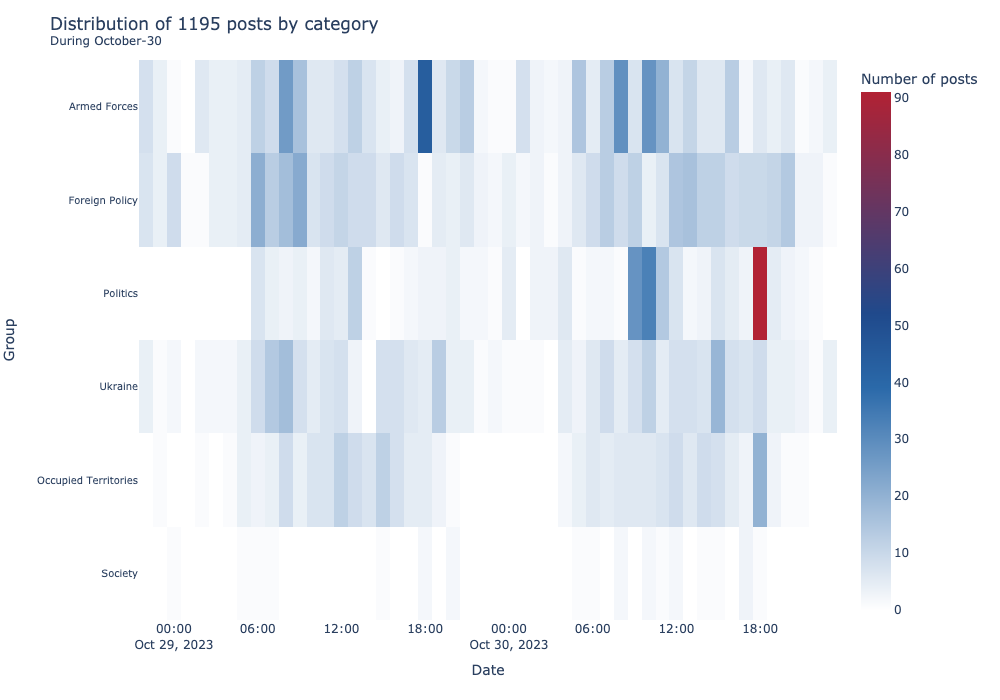 Distribution of 1195 posts by category
During October-30
Number of posts
90
80
70
60
50
40
30
20
10
0
Group
Armed Forces
Foreign Policy
Politics
Ukraine
Occupied Territories
Society
00:00 06:00 12:00 18:00 00:00 06:00 12:00 18:00
Oct 29, 2023 Oct 30, 2023
Date